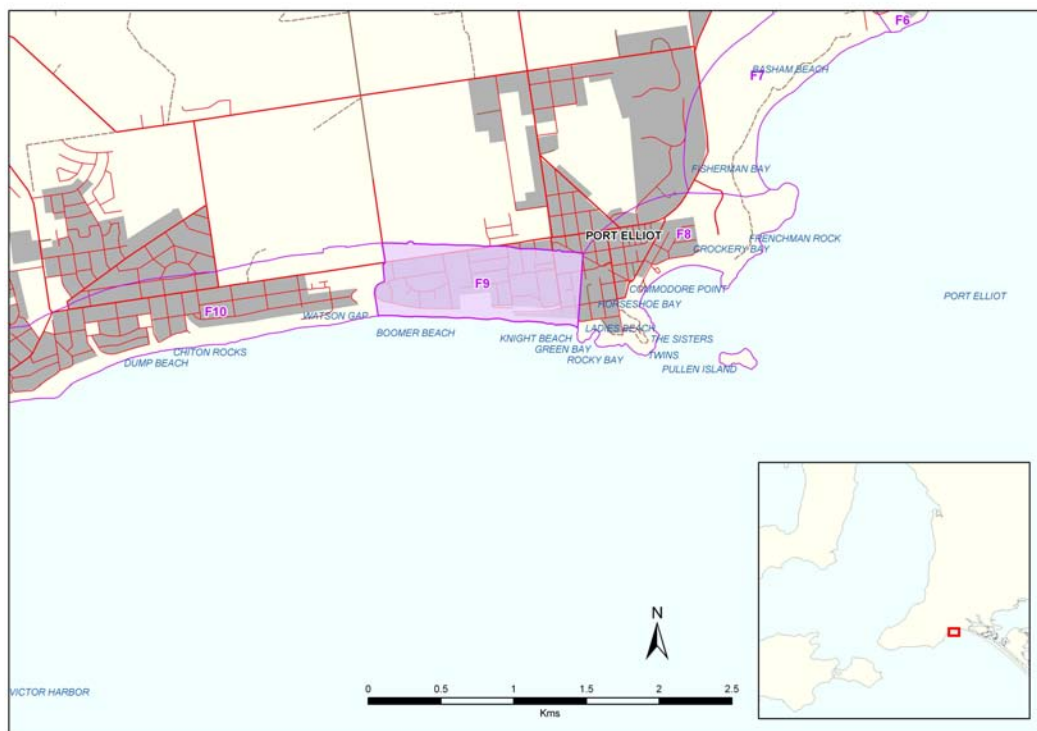 F6
F7
BASHAM BEACH
FISHERMAN BAY
PORT ELLIOT
F8
FRENCHMAN ROCK
CROCKERY BAY
F9
COMMODORE POINT
PORT ELLIOT
HORSESHOE BAY
F10
WATSON GAP
BOOMER BEACH
LADIES BEACH
KNIGHT BEACH
THE SISTERS
GREEN BAY
CHITON ROCKS
TWINS
ROCKY BAY
DUMP BEACH
PULLEN ISLAND
N
VICTOR HARBOR
0 0.5 1 1.5 2 2.5
Kms